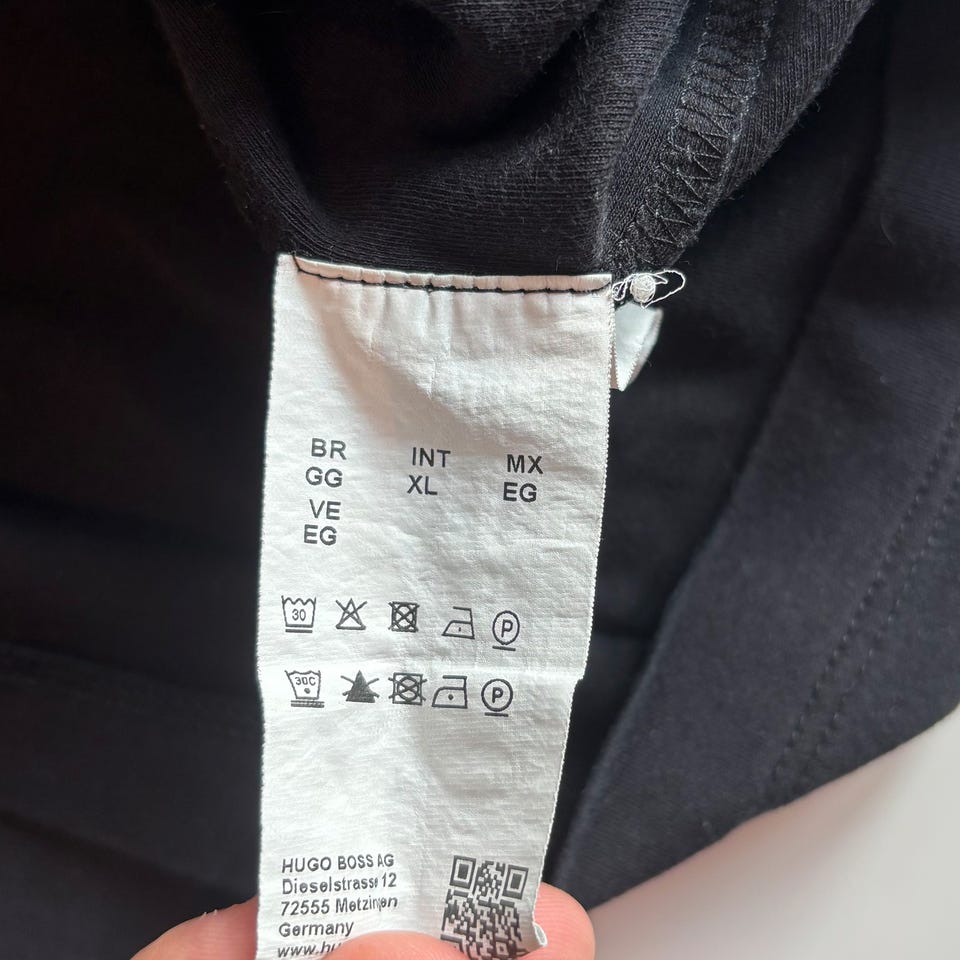 BR INT MX
GG XL EG
VE
EG
30 P
30C P
HUGO BOSS AG
Dieselstrasse 12
72555 Metzingen
Germany